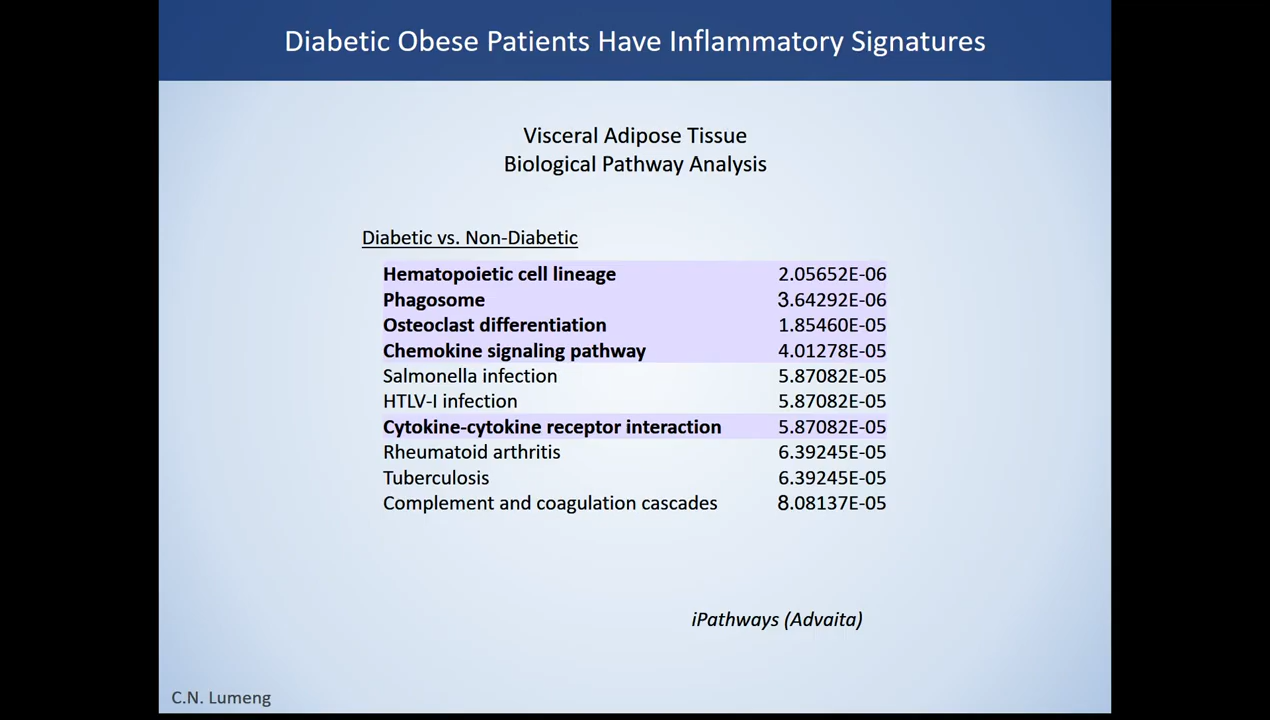 Diabetic Obese Patients Have Inflammatory Signatures
Visceral Adipose Tissue
Biological Pathway Analysis
Diabetic vs. Non-Diabetic
Hematopoietic cell lineage 2.05652E-06
Phagosome 3.64292E-06
Osteoclast differentiation 1.85460E-05
Chemokine signaling pathway 4.01278E-05
Salmonella infection 5.87082E-05
HTLV-I infection 5.87082E-05
Cytokine-cytokine receptor interaction 5.87082E-05
Rheumatoid arthritis 6.39245E-05
Tuberculosis 6.39245E-05
Complement and coagulation cascades 8.08137E-05
iPathways (Advaita)
C.N. Lumeng